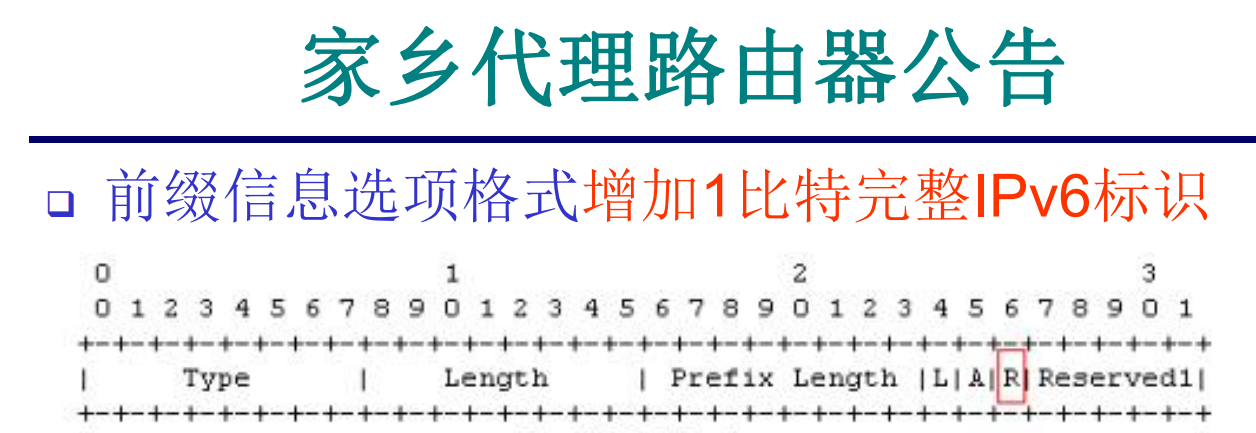 家乡代理路由器公告
前缀信息选项格式增加1比特完整IPv6标识
 0                   1                   2                   3
 0 1 2 3 4 5 6 7 8 9 0 1 2 3 4 5 6 7 8 9 0 1 2 3 4 5 6 7 8 9 0 1
+-+-+-+-+-+-+-+-+-+-+-+-+-+-+-+-+-+-+-+-+-+-+-+-+-+-+-+-+-+-+-+-+
|     Type      |    Length     | Prefix Length |L|A|R|Reserved1|
+-+-+-+-+-+-+-+-+-+-+-+-+-+-+-+-+-+-+-+-+-+-+-+-+-+-+-+-+-+-+-+-+